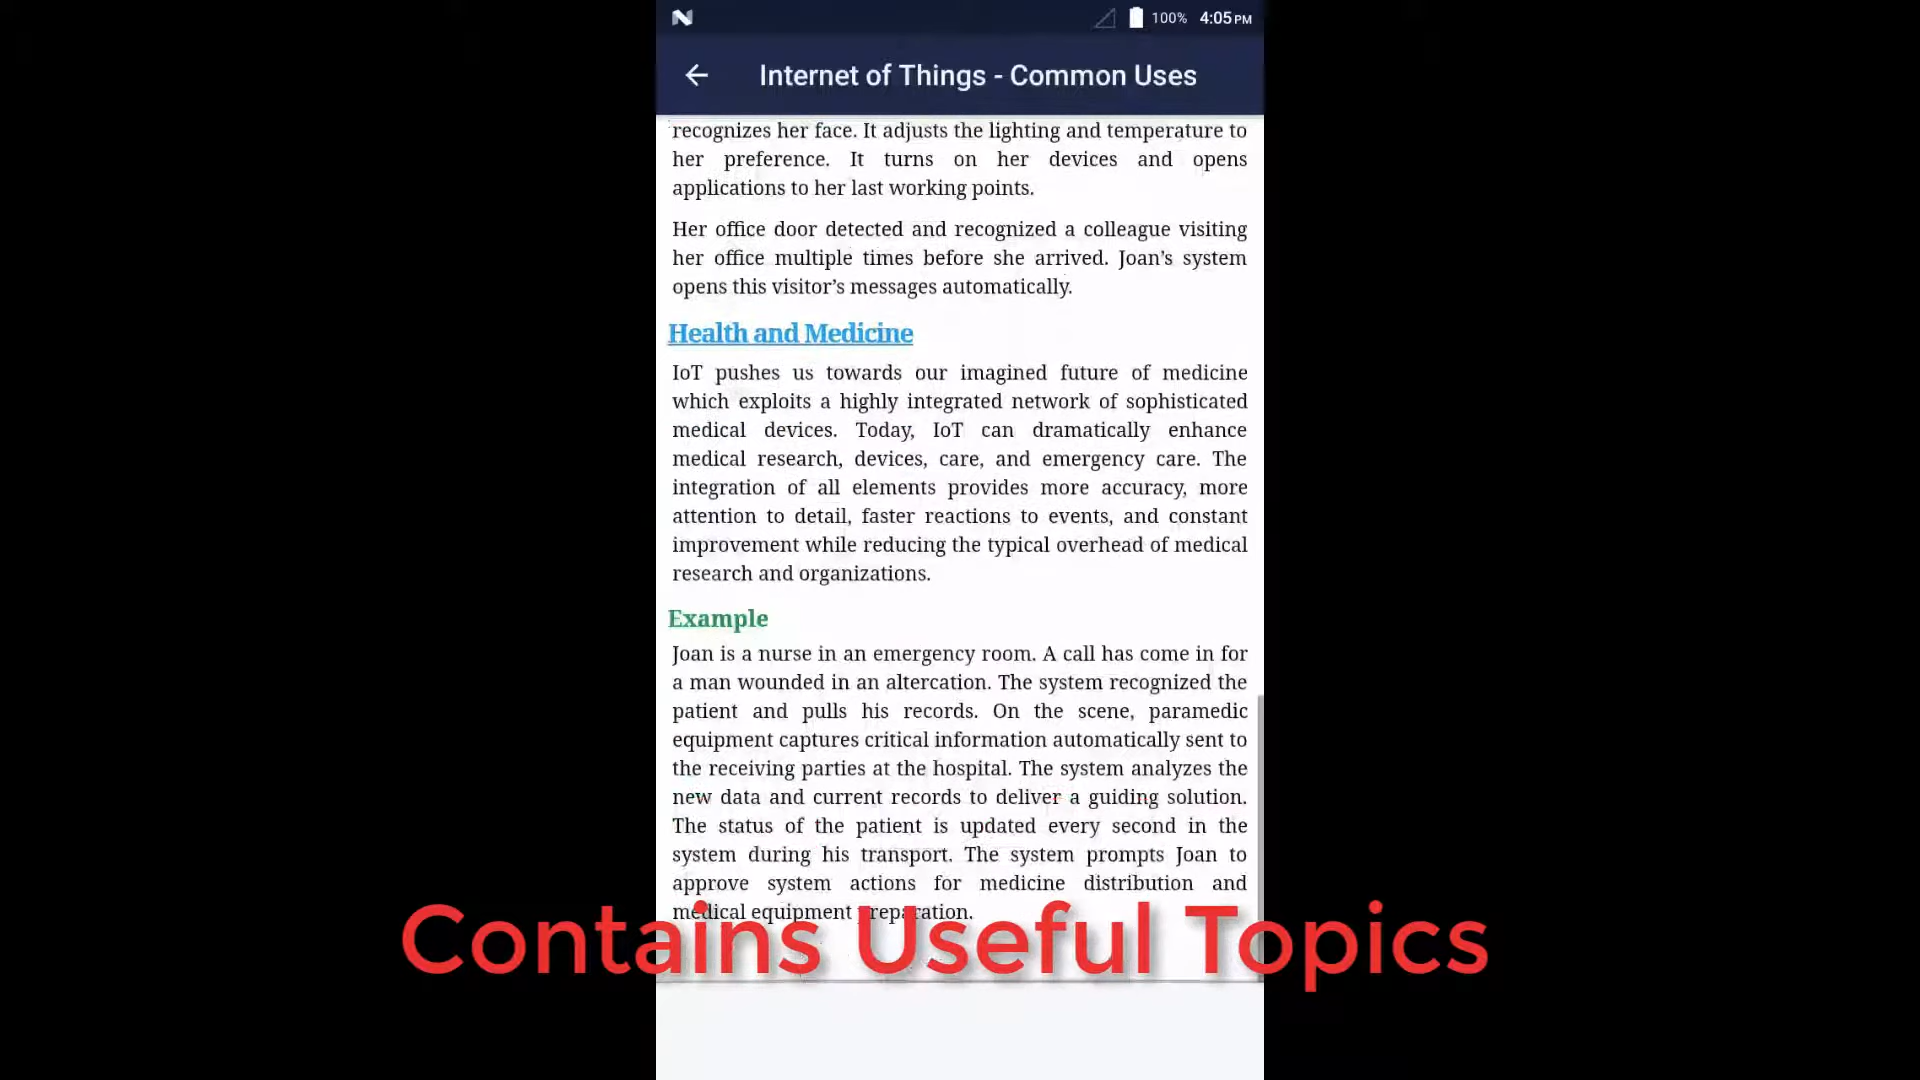 100% 4:05 PM
Internet of Things - Common Uses
recognizes her face. It adjusts the lighting and temperature to
her preference. It turns on her devices and opens
applications to her last working points.
Her office door detected and recognized a colleague visiting
her office multiple times before she arrived. Joan’s system
opens this visitor’s messages automatically.
Health and Medicine
IoT pushes us towards our imagined future of medicine
which exploits a highly integrated network of sophisticated
medical devices. Today, IoT can dramatically enhance
medical research, devices, care, and emergency care. The
integration of all elements provides more accuracy, more
attention to detail, faster reactions to events, and constant
improvement while reducing the typical overhead of medical
research and organizations.
Example
Joan is a nurse in an emergency room. A call has come in for
a man wounded in an altercation. The system recognized the
patient and pulls his records. On the scene, paramedic
equipment captures critical information automatically sent to
the receiving parties at the hospital. The system analyzes the
new data and current records to deliver a guiding solution.
The status of the patient is updated every second in the
system during his transport. The system prompts Joan to
approve system actions for medicine distribution and
medical equipment preparation.
Contains Useful Topics